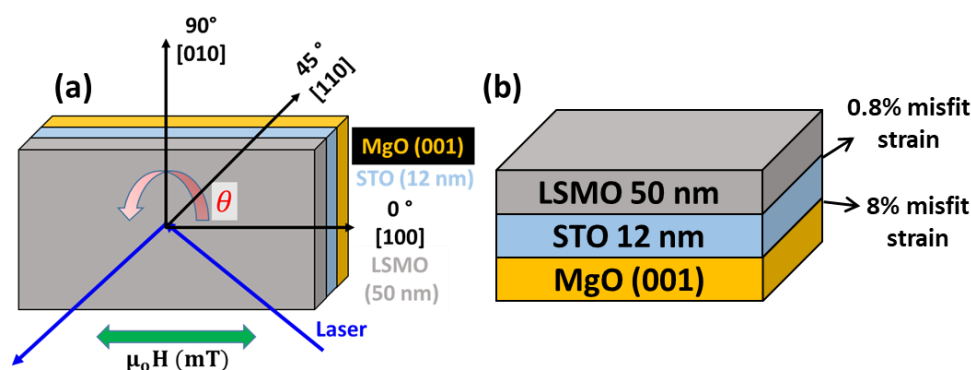 (a)
90°
[010]
45°
[110]
MgO (001)
STO (12 nm)
0°
[100]
LSMO
(50 nm)
θ
Laser
μ₀H (mT)
(b)
0.8% misfit
strain
LSMO 50 nm
8% misfit
strain
STO 12 nm
MgO (001)